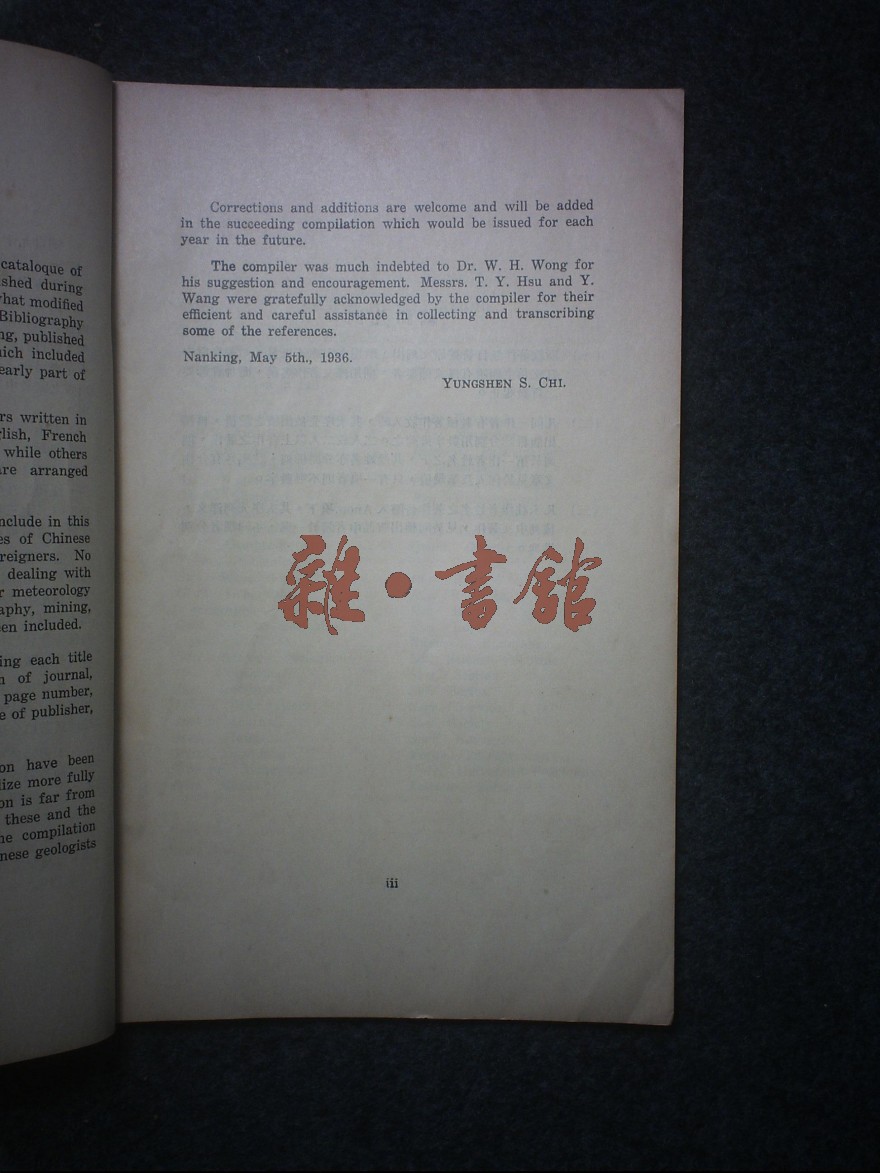 catalogue of
shed during
hat modified
Bibliography
ng, published
ich included
early part of
rs written in
lish, French
while others
are arranged
nclude in this
es of Chinese
reigners. No
dealing with
r meteorology
aphy, mining,
en included.
ing each title
n of journal,
page number,
e of publisher,
on have been
lize more fully
on is far from
these and the
he compilation
nese geologists
Corrections and additions are welcome and will be added
in the succeeding compilation which would be issued for each
year in the future.
The compiler was much indebted to Dr. W. H. Wong for
his suggestion and encouragement. Messrs. T. Y. Hsu and Y.
Wang were gratefully acknowledged by the compiler for their
efficient and careful assistance in collecting and transcribing
some of the references.
Nanking, May 5th., 1936.
YUNGSHEN S. CHI.
雜·書館
iii